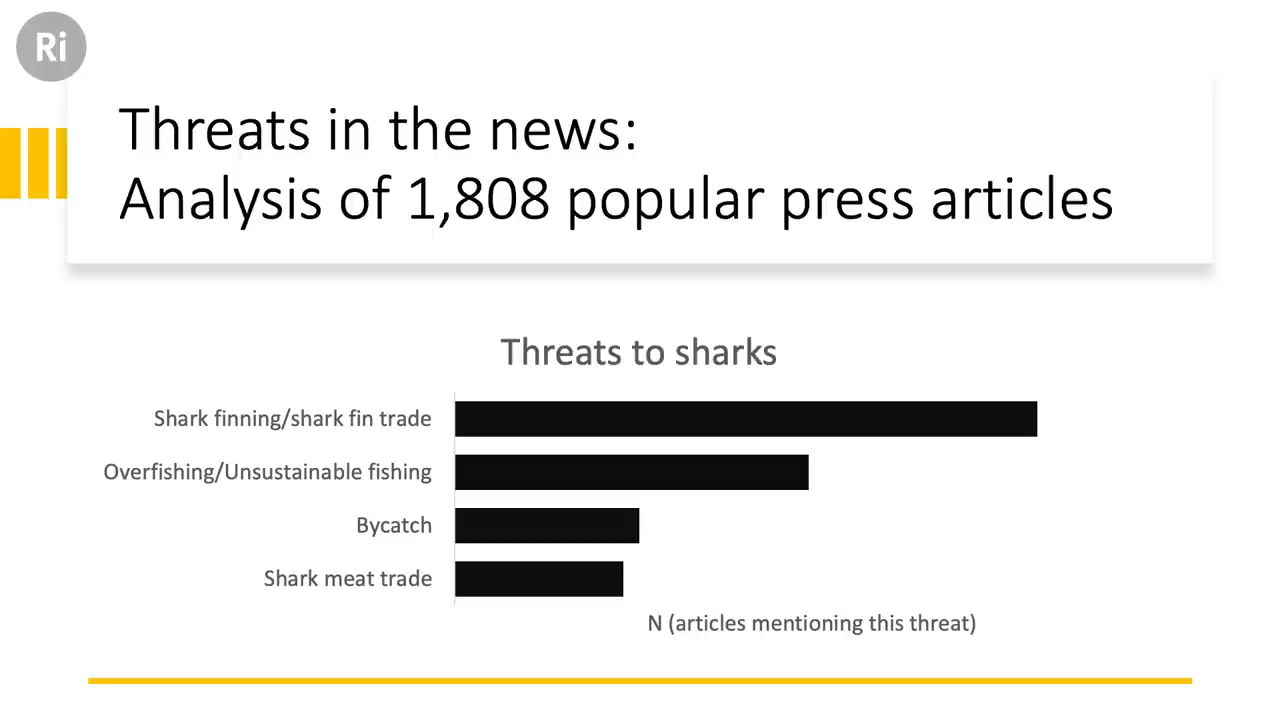 Ri
Threats in the news:
Analysis of 1,808 popular press articles
Threats to sharks
Shark finning/shark fin trade
Overfishing/Unsustainable fishing
Bycatch
Shark meat trade
N (articles mentioning this threat)